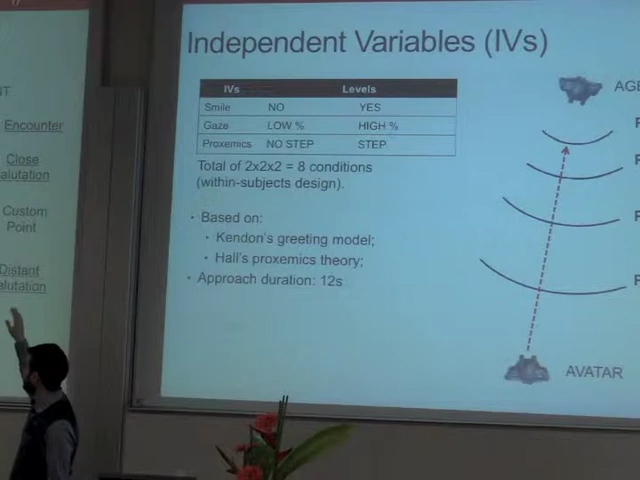 Independent Variables (IVs)
IVs Levels
Smile NO YES
Gaze LOW % HIGH %
Proxemics NO STEP STEP
Total of 2x2x2 = 8 conditions
(within-subjects design).
· Based on:
· Kendon's greeting model;
· Hall's proxemics theory;
· Approach duration: 12s
AVATAR
Encounter
Close
Custom
Point
Distant